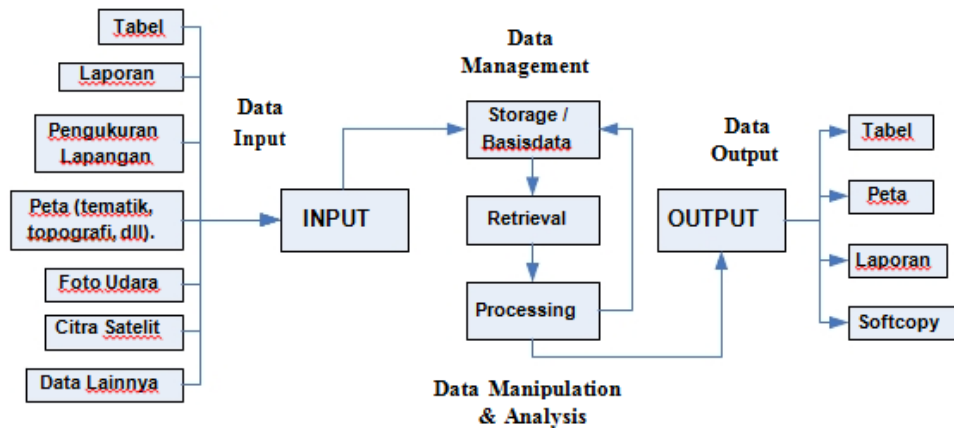 Tabel
Laporan
Pengukuran
Lapangan
Peta (tematik,
topografi, dll).
Foto Udara
Citra Satelit
Data Lainnya
Data
Input
INPUT
Data
Management
Storage /
Basisdata
Retrieval
Processing
Data Manipulation
& Analysis
Data
Output
OUTPUT
Tabel
Peta
Laporan
Softcopy